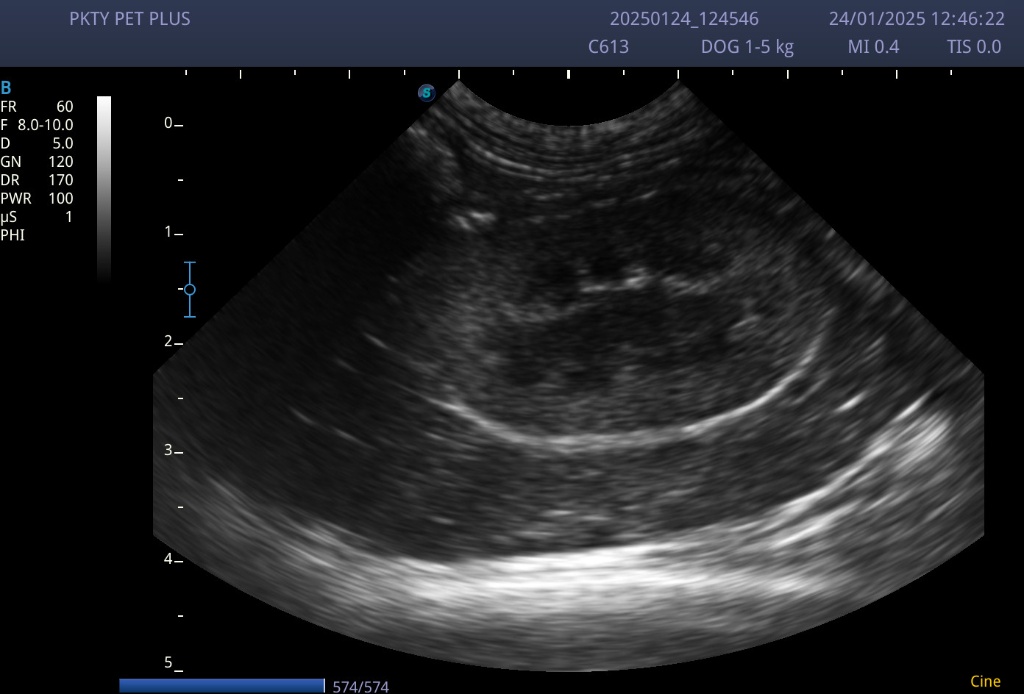 PKTY PET PLUS
20250124_124546
24/01/2025 12:46:22
C613
DOG 1-5 kg
MI 0.4
TIS 0.0
B
FR 60
F 8.0-10.0
D 5.0
GN 120
DR 170
PWR 100
µS 1
PHI
S
0
1
2
3
4
5
574/574
Cine